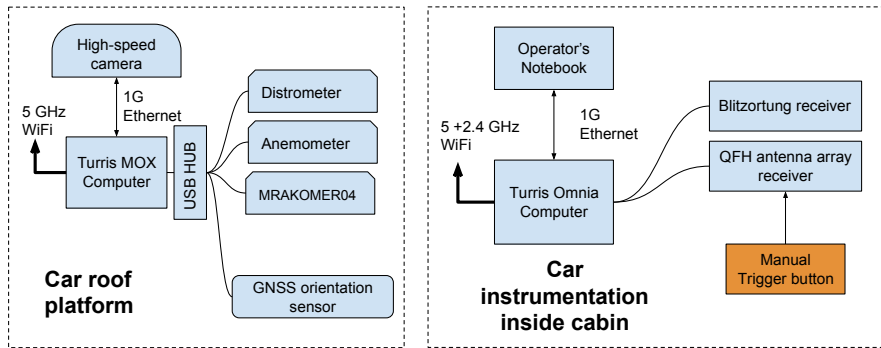 High-speed
camera
5 GHz
WiFi
1G
Ethernet
Turris MOX
Computer
USB HUB
Distrometer
Anemometer
MRAKOMER04
GNSS orientation
sensor
Car roof
platform
Operator's
Notebook
5 +2.4 GHz
WiFi
1G
Ethernet
Turris Omnia
Computer
Blitzortung receiver
QFH antenna array
receiver
Manual
Trigger button
Car
instrumentation
inside cabin